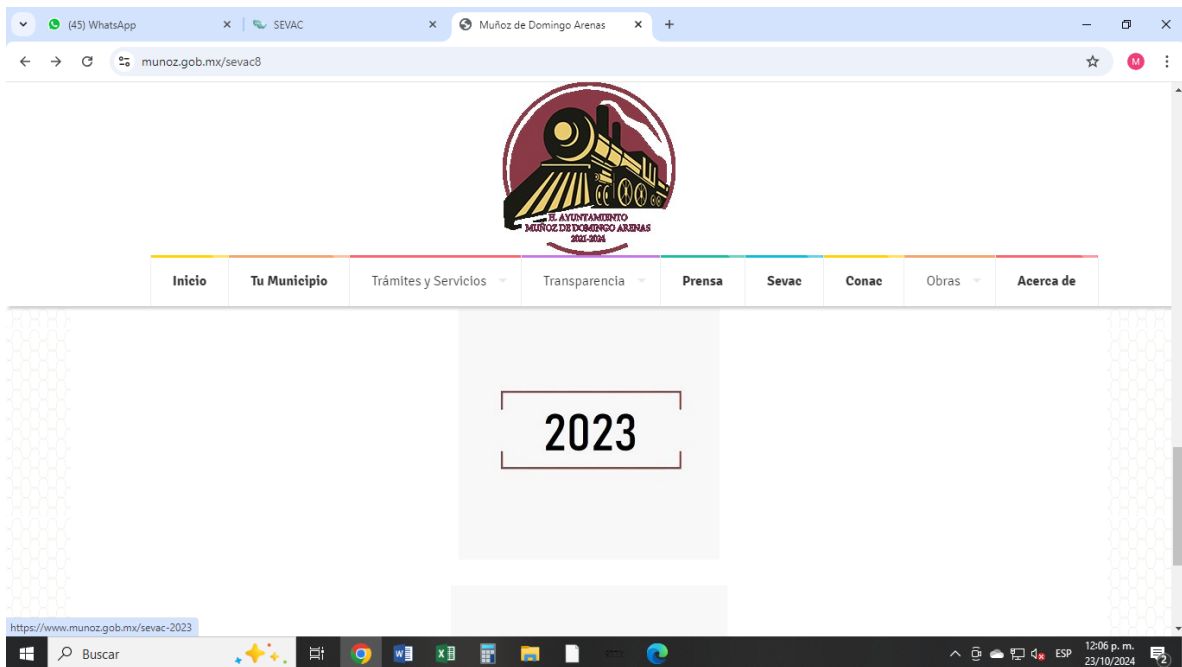 (45) WhatsApp
SEVAC
Muñoz de Domingo Arenas
munoz.gob.mx/sevac8
M
H. AYUNTAMIENTO
MUÑOZ DE DOMINGO ARENAS
2021-2024
Inicio
Tu Municipio
Trámites y Servicios
Transparencia
Prensa
Sevac
Conac
Obras
Acerca de
2023
https://www.munoz.gob.mx/sevac-2023
Buscar
ESP
12:06 p. m.
23/10/2024
2